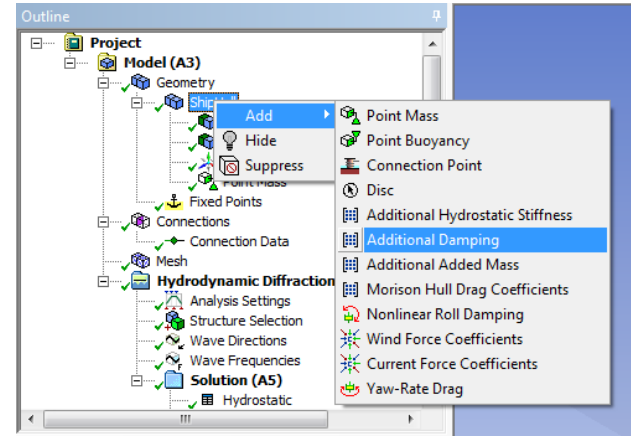 Outline
Project
Model (A3)
Geometry
Add
Hide
Suppress
Point Mass
Fixed Points
Connections
Connection Data
Mesh
Hydrodynamic Diffraction
Analysis Settings
Structure Selection
Wave Directions
Wave Frequencies
Solution (A5)
Hydrostatic
Point Mass
Point Buoyancy
Connection Point
Disc
Additional Hydrostatic Stiffness
Additional Damping
Additional Added Mass
Morison Hull Drag Coefficients
Nonlinear Roll Damping
Wind Force Coefficients
Current Force Coefficients
Yaw-Rate Drag